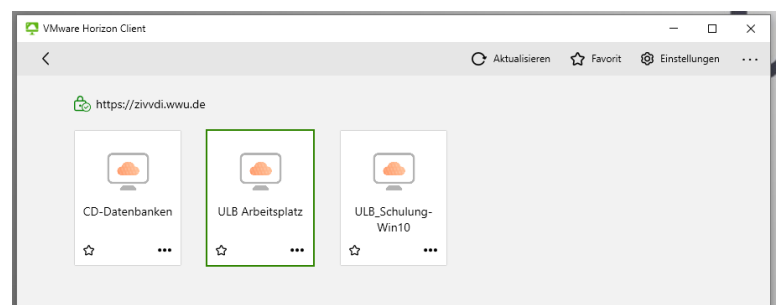 VMware Horizon Client
Aktualisieren Favorit Einstellungen
https://zivvdi.wwu.de
CD-Datenbanken ULB Arbeitsplatz ULB_Schulung-
Win10